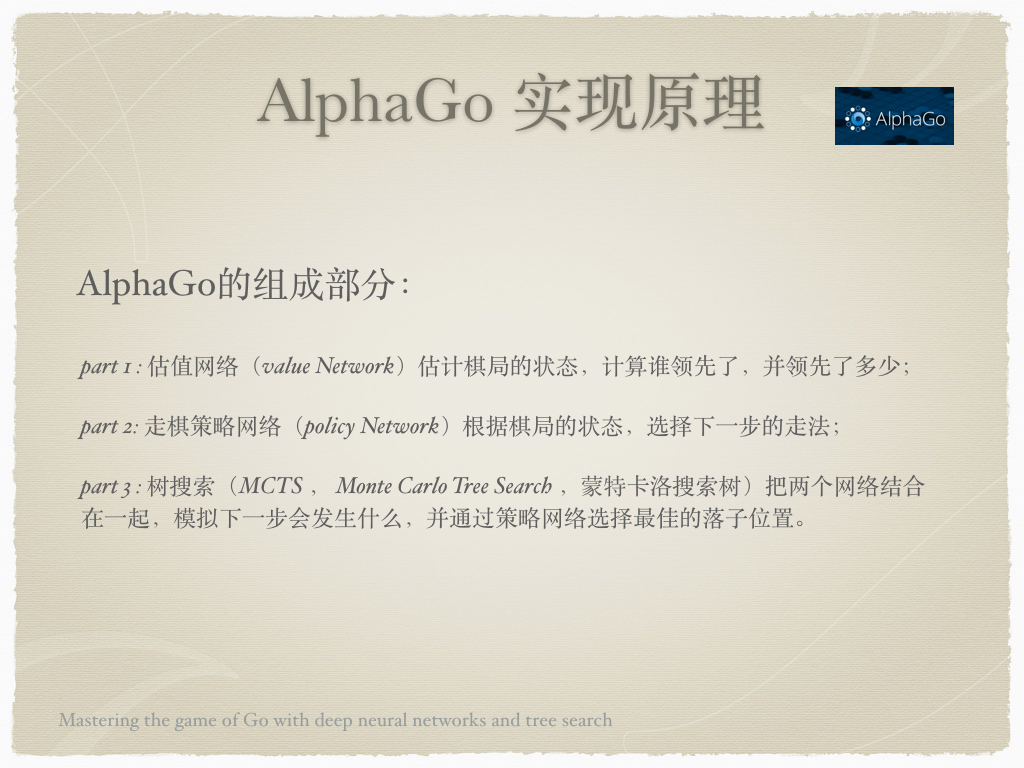 AlphaGo 实现原理
AlphaGo
AlphaGo的组成部分：
part 1 : 估值网络（value Network）估计棋局的状态，计算谁领先了，并领先了多少；
part 2: 走棋策略网络（policy Network）根据棋局的状态，选择下一步的走法；
part 3 : 树搜索（MCTS ， Monte Carlo Tree Search ，蒙特卡洛搜索树）把两个网络结合
在一起，模拟下一步会发生什么，并通过策略网络选择最佳的落子位置。
Mastering the game of Go with deep neural networks and tree search